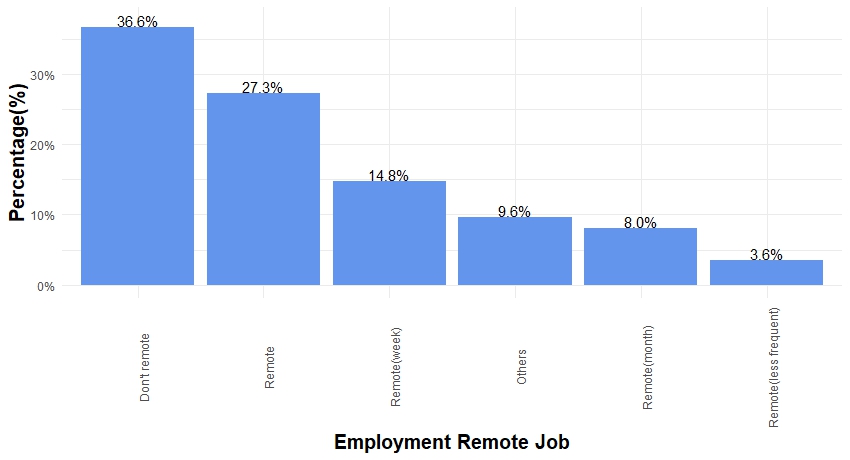 36.6%
27.3%
14.8%
9.6%
8.0%
3.6%
Percentage(%)
30%
20%
10%
0%
Don't remote
Remote
Remote(week)
Others
Remote(month)
Remote(less frequent)
Employment Remote Job